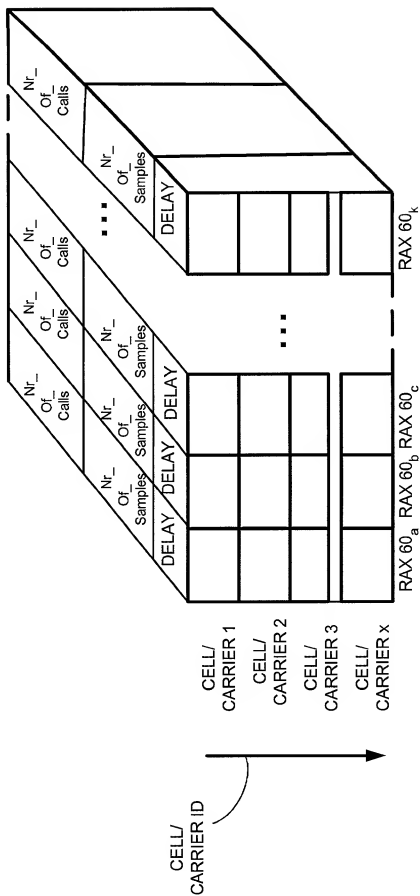 Nr_
Of_
Calls
Nr_
Of_
Calls
Nr_
Of_
Calls
Nr_
Of_
Calls
Nr_
Of_
Samples
Nr_
Of_
Samples
Nr_
Of_
Samples
Nr_
Of_
Samples
DELAY
DELAY
DELAY
DELAY
CELL/
CARRIER 1
CELL/
CARRIER 2
CELL/
CARRIER 3
CELL/
CARRIER x
RAX 60a
RAX 60b
RAX 60c
RAX 60k
CELL/
CARRIER ID